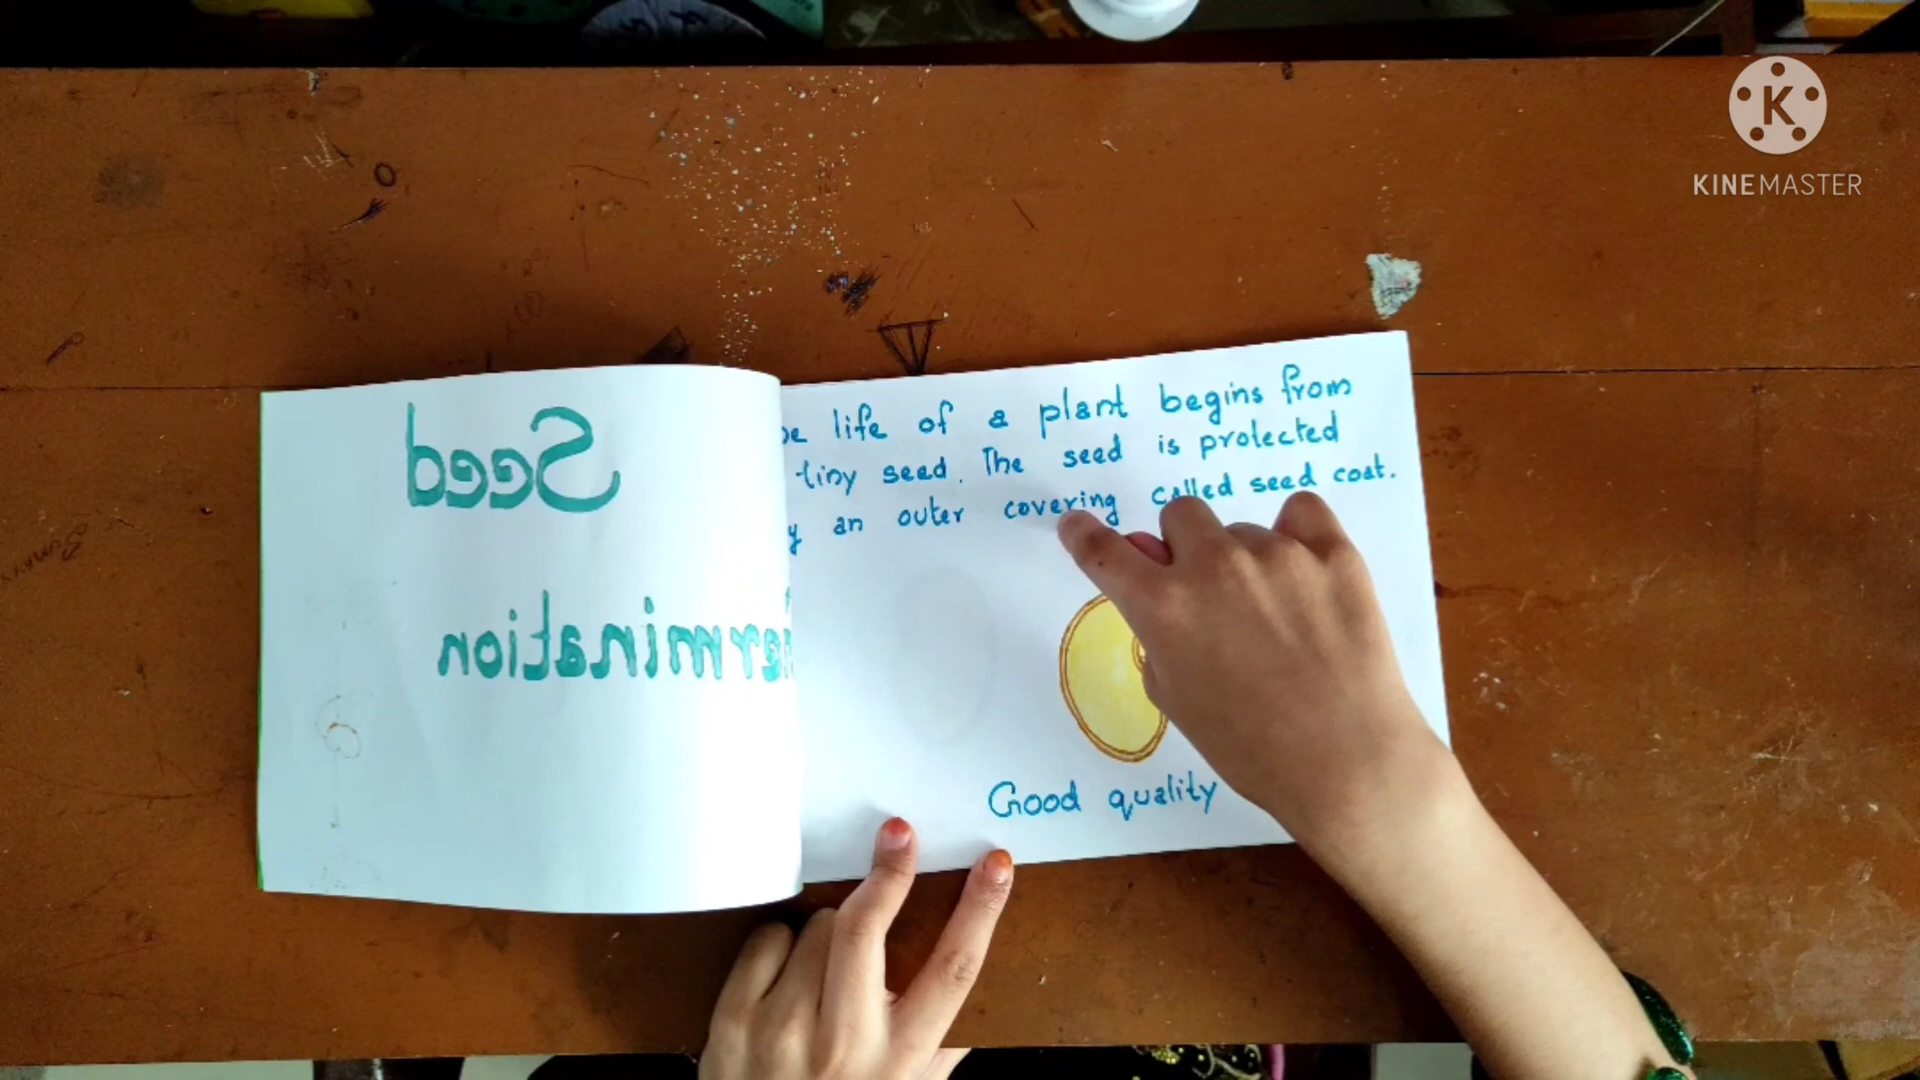 KINEMASTER
Seed
ermination
life of a plant begins from
tiny seed. The seed is protected
an outer covering called seed coat.
Good quality